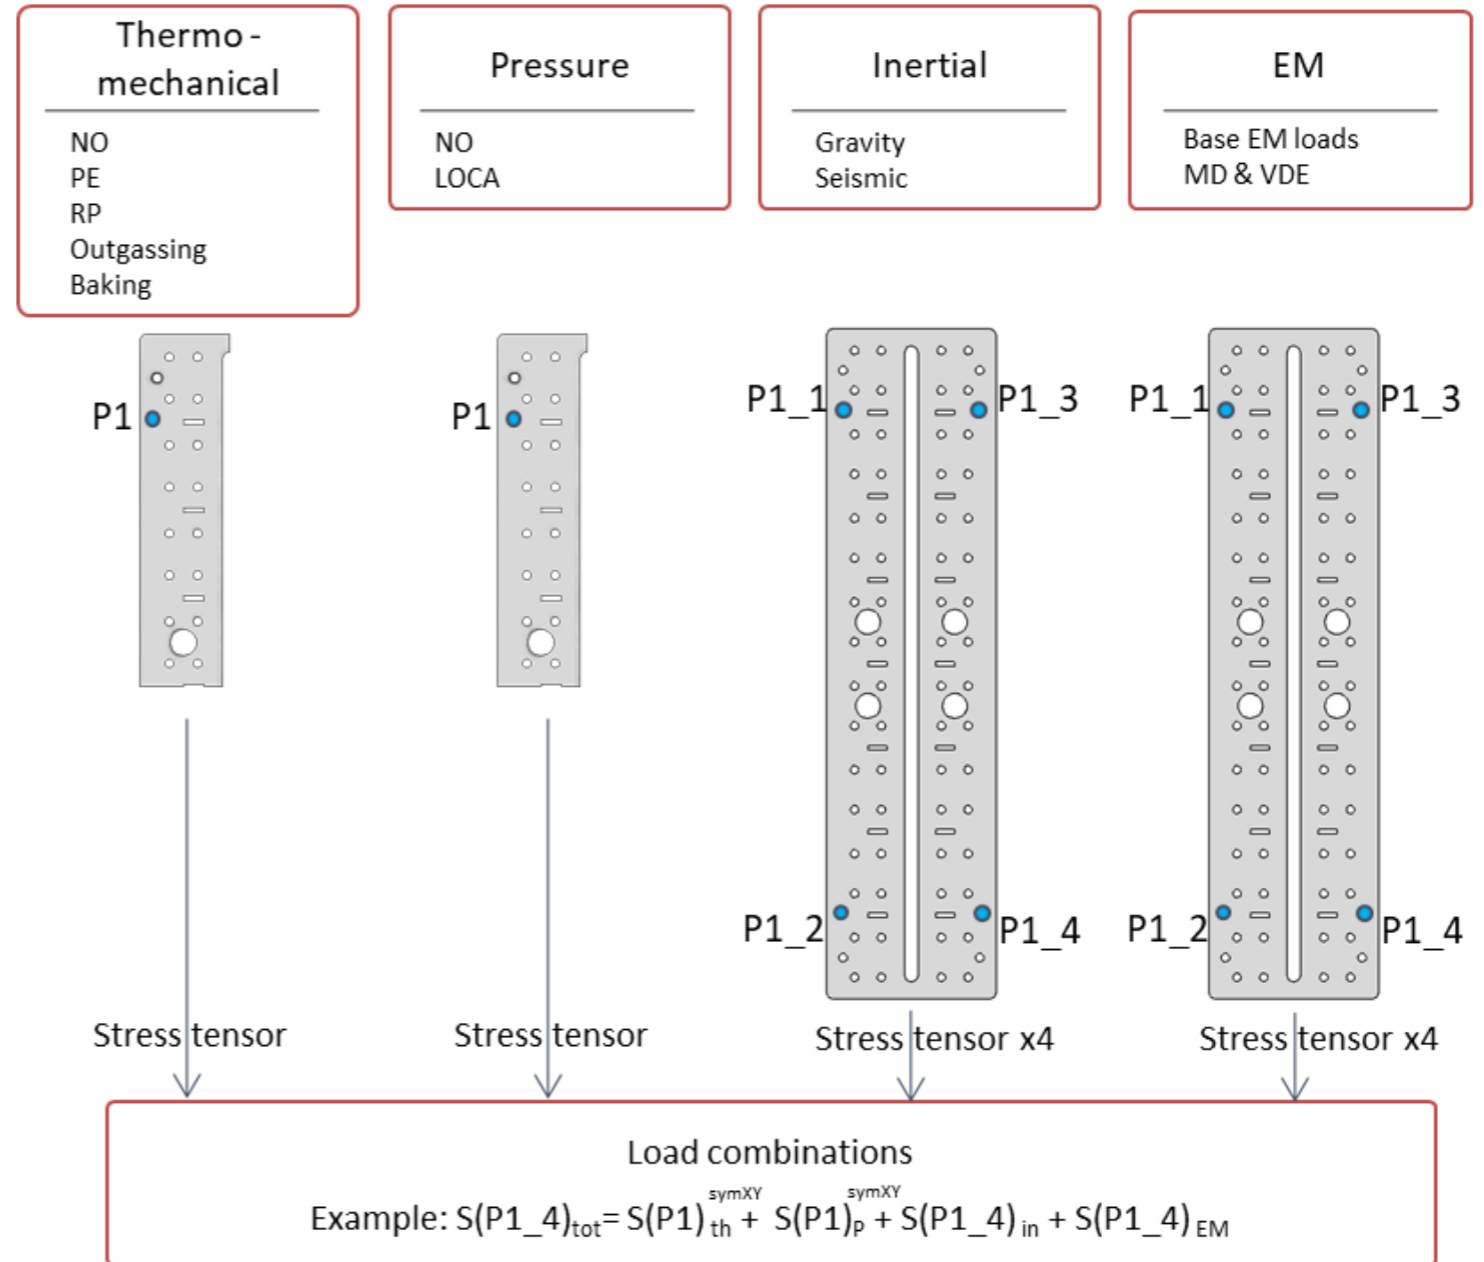 Thermo -
mechanical
NO
PE
RP
Outgassing
Baking
Pressure
NO
LOCA
Inertial
Gravity
Seismic
EM
Base EM loads
MD & VDE
P1
P1
P1_1
P1_3
P1_1
P1_3
P1_2
P1_4
P1_2
P1_4
Stress tensor
Stress tensor
Stress tensor x4
Stress tensor x4
Load combinations
symXY symXY
Example: S(P1_4)tot= S(P1) th + S(P1)P + S(P1_4) in + S(P1_4) EM